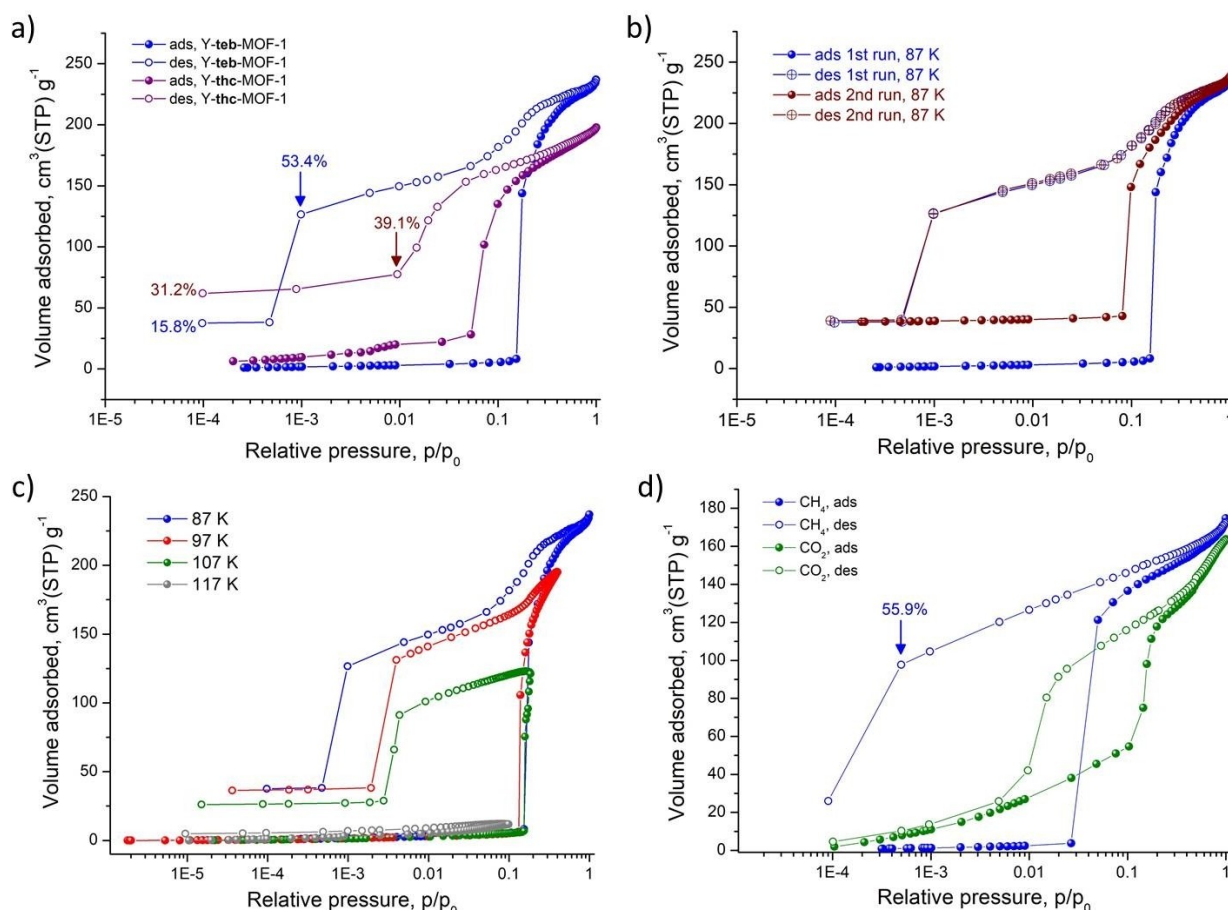 a)
ads, Y-teb-MOF-1
des, Y-teb-MOF-1
ads, Y-thc-MOF-1
des, Y-thc-MOF-1
53.4%
39.1%
31.2%
15.8%
Volume adsorbed, cm³(STP) g⁻¹
250
200
150
100
50
0
1E-5 1E-4 1E-3 0.01 0.1 1
Relative pressure, p/p₀
b)
ads 1st run, 87 K
des 1st run, 87 K
ads 2nd run, 87 K
des 2nd run, 87 K
Volume adsorbed, cm³(STP) g⁻¹
250
200
150
100
50
0
1E-5 1E-4 1E-3 0.01 0.1 1
Relative pressure, p/p₀
c)
87 K
97 K
107 K
117 K
Volume adsorbed, cm³(STP) g⁻¹
250
200
150
100
50
0
1E-5 1E-4 1E-3 0.01 0.1 1
Relative pressure, p/p₀
d)
CH₄, ads
CH₄, des
CO₂, ads
CO₂, des
55.9%
Volume adsorbed, cm³(STP) g⁻¹
180
160
140
120
100
80
60
40
20
0
1E-4 1E-3 0.01 0.1 1
Relative pressure, p/p₀